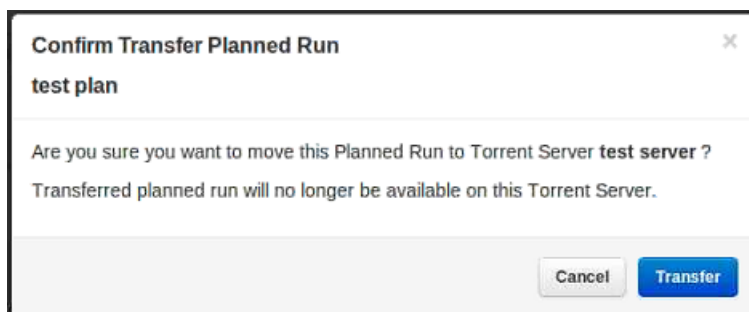 Confirm Transfer Planned Run
×
test plan
Are you sure you want to move this Planned Run to Torrent Server test server ?
Transferred planned run will no longer be available on this Torrent Server.
Cancel
Transfer